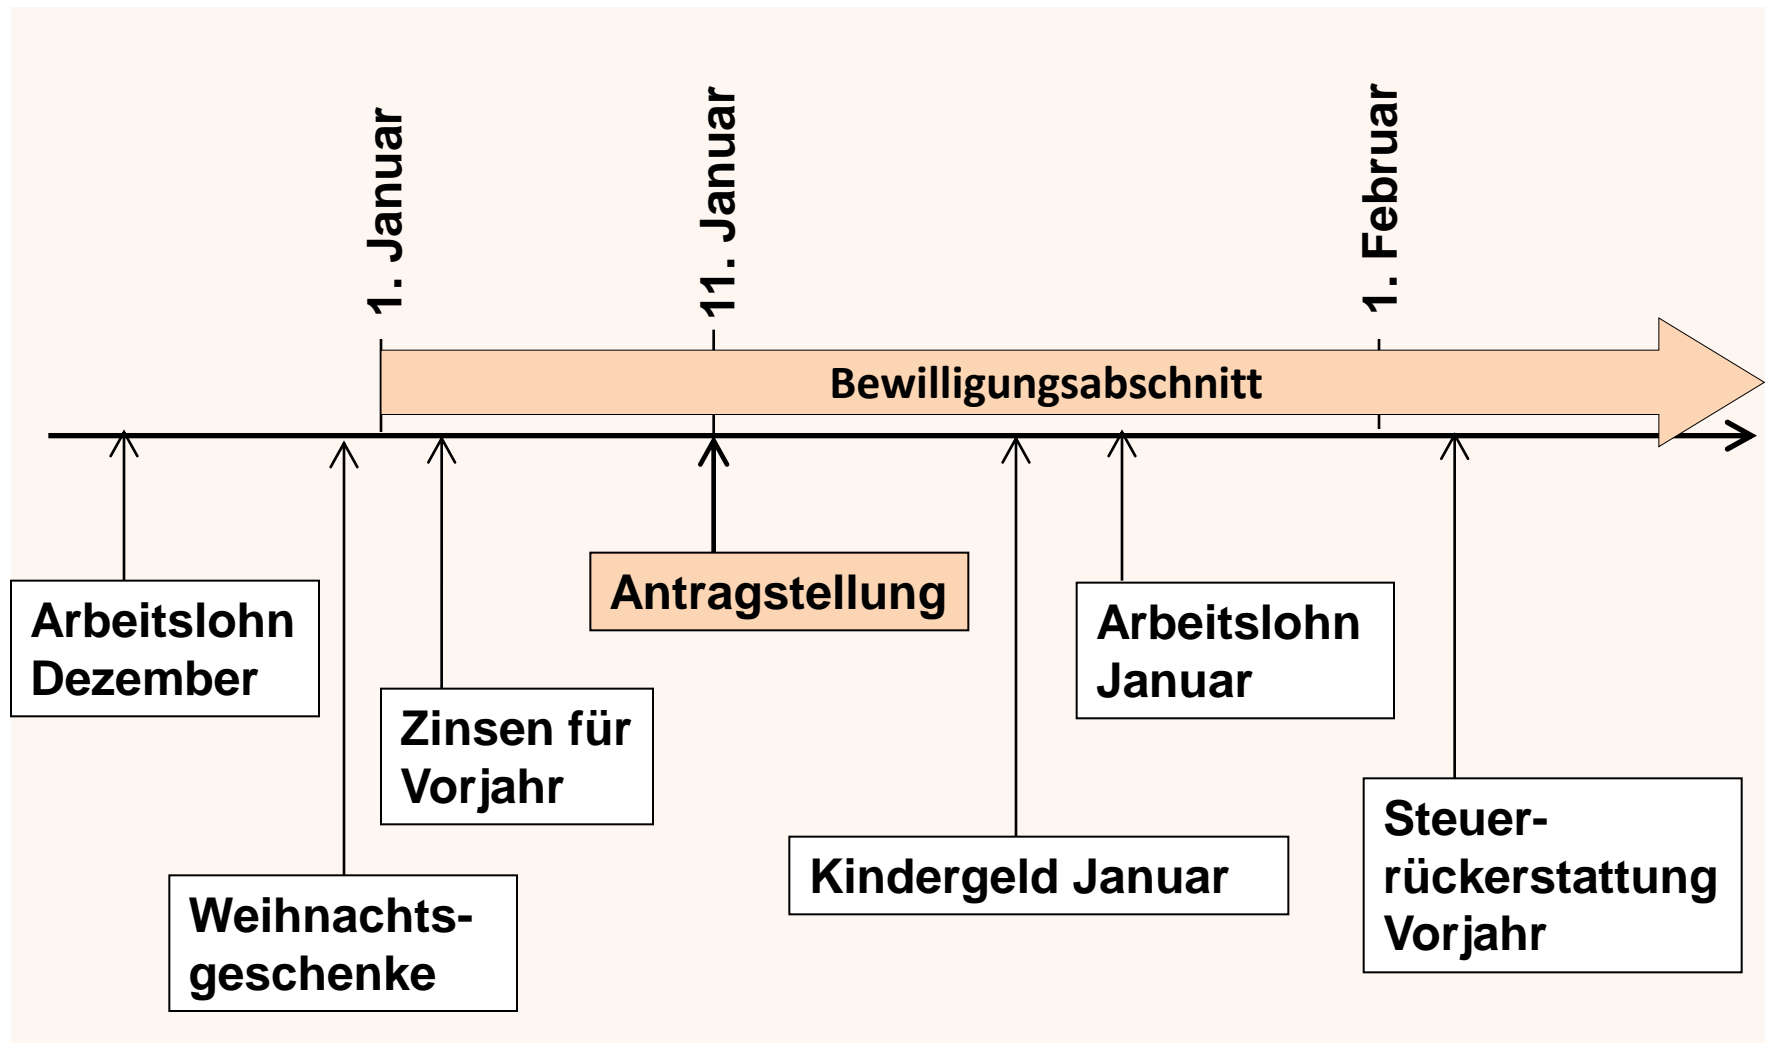 1. Januar
11. Januar
1. Februar
Bewilligungsabschnitt
Arbeitslohn
Dezember
Weihnachts-
geschenke
Zinsen für
Vorjahr
Antragstellung
Kindergeld Januar
Arbeitslohn
Januar
Steuer-
rückerstattung
Vorjahr